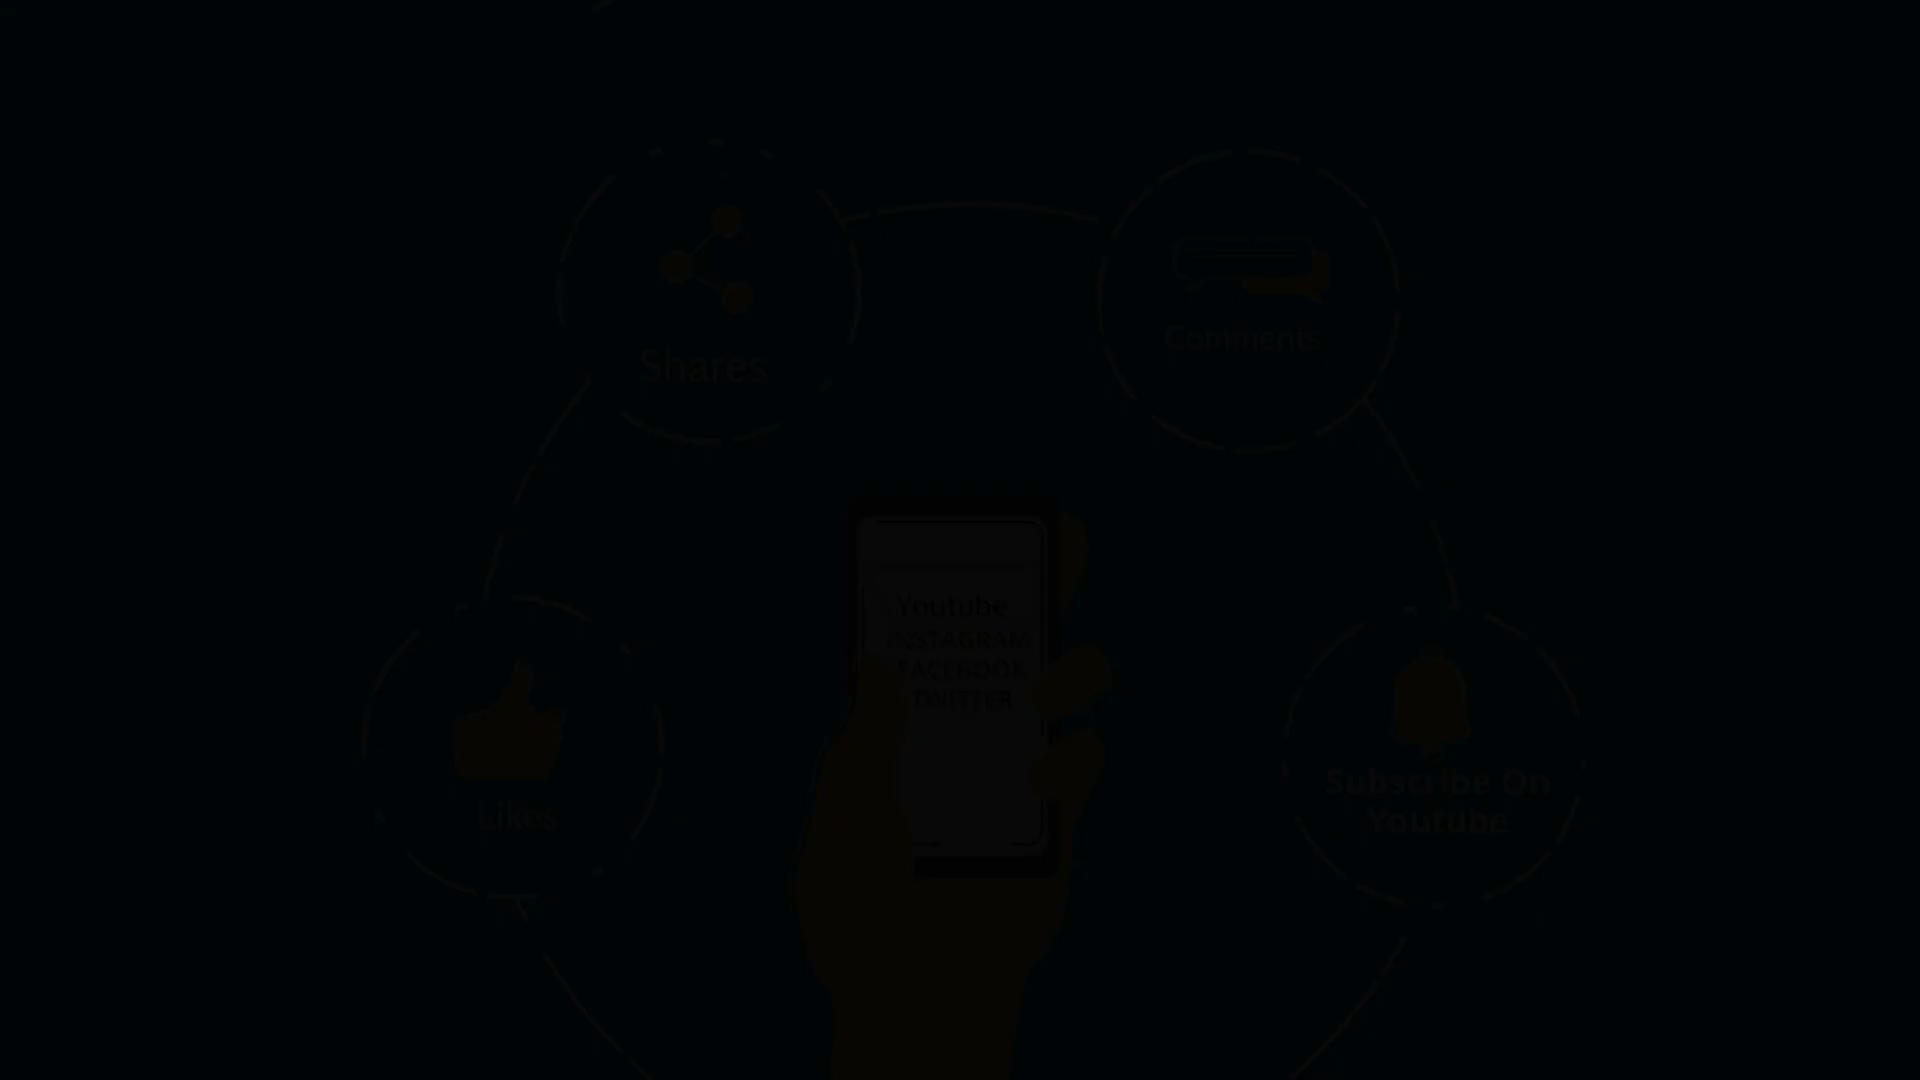 Shares
Comments
Youtube
INSTAGRAM
FACEBOOK
TWITTER
Likes
Subscribe On
Youtube